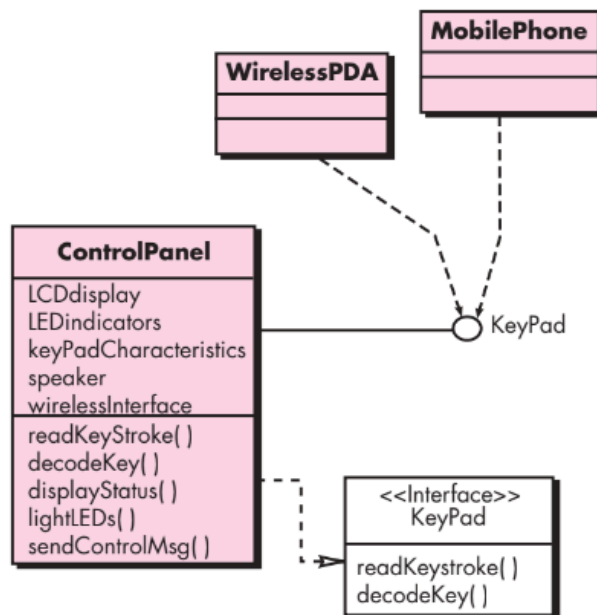 MobilePhone
WirelessPDA
ControlPanel
LCDdisplay
LEDindicators
keyPadCharacteristics
speaker
wirelessInterface
readKeyStroke( )
decodeKey( )
displayStatus( )
lightLEDs( )
sendControlMsg( )
KeyPad
<<Interface>>
KeyPad
readKeystroke( )
decodeKey( )